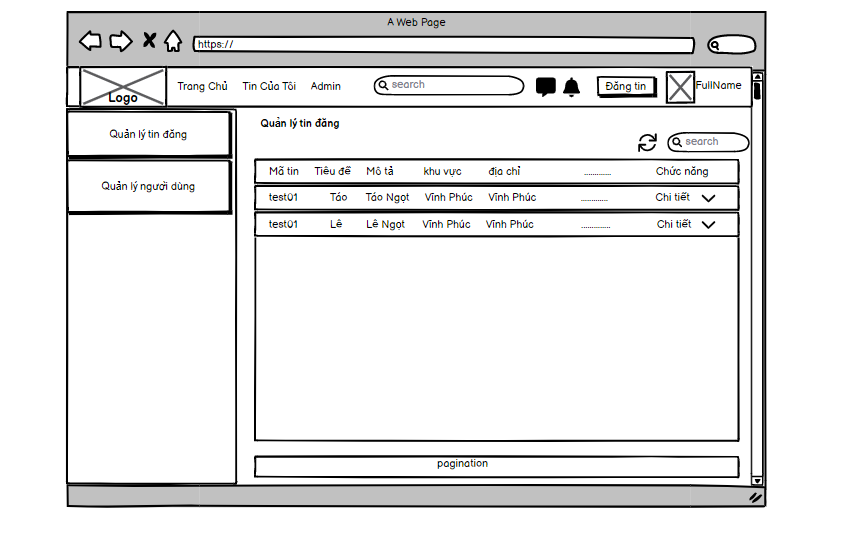 A Web Page
https://
Logo
Trang Chủ Tin Của Tôi Admin search Đăng tin FullName
Quản lý tin đăng
Quản lý người dùng
Quản lý tin đăng
search
Mã tin Tiêu đề Mô tả khu vực địa chỉ ............. Chức năng
test01 Táo Táo Ngọt Vĩnh Phúc Vĩnh Phúc ............. Chi tiết
test01 Lê Lê Ngọt Vĩnh Phúc Vĩnh Phúc .............. Chi tiết
pagination